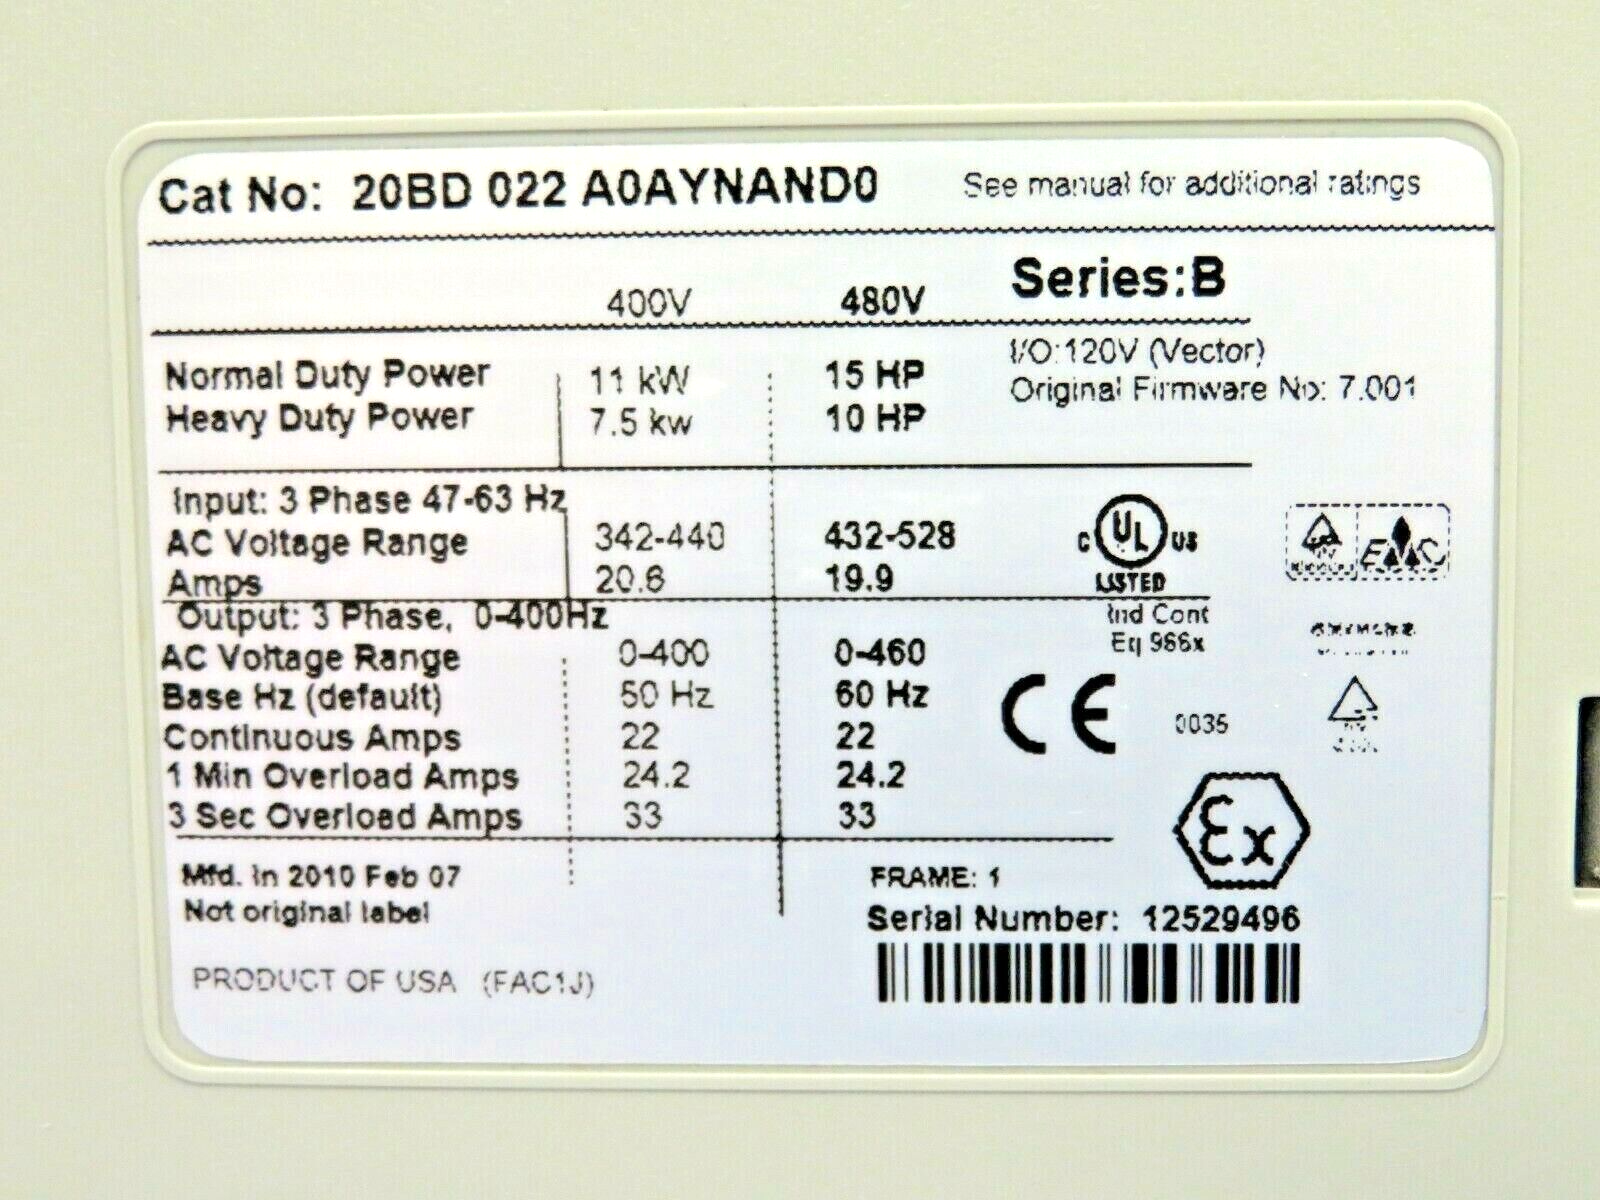 Cat No: 20BD 022 A0AYNAND0 See manual for additional ratings
400V 480V Series:B
Normal Duty Power 11 kW 15 HP I/O:120V (Vector)
Heavy Duty Power 7.5 kw 10 HP Original Firmware No: 7.001
Input: 3 Phase 47-63 Hz
AC Voltage Range 342-440 432-528
Amps 20.6 19.9
C UL US
LISTED
Ind Cont
Eq 966x
EMC
Output: 3 Phase, 0-400Hz
AC Voltage Range 0-400 0-460
Base Hz (default) 50 Hz 60 Hz
Continuous Amps 22 22
1 Min Overload Amps 24.2 24.2
3 Sec Overload Amps 33 33
CE 0035
Ex
Mfd. in 2010 Feb 07 FRAME: 1
Not original label Serial Number: 12529496
PRODUCT OF USA (FAC1J)